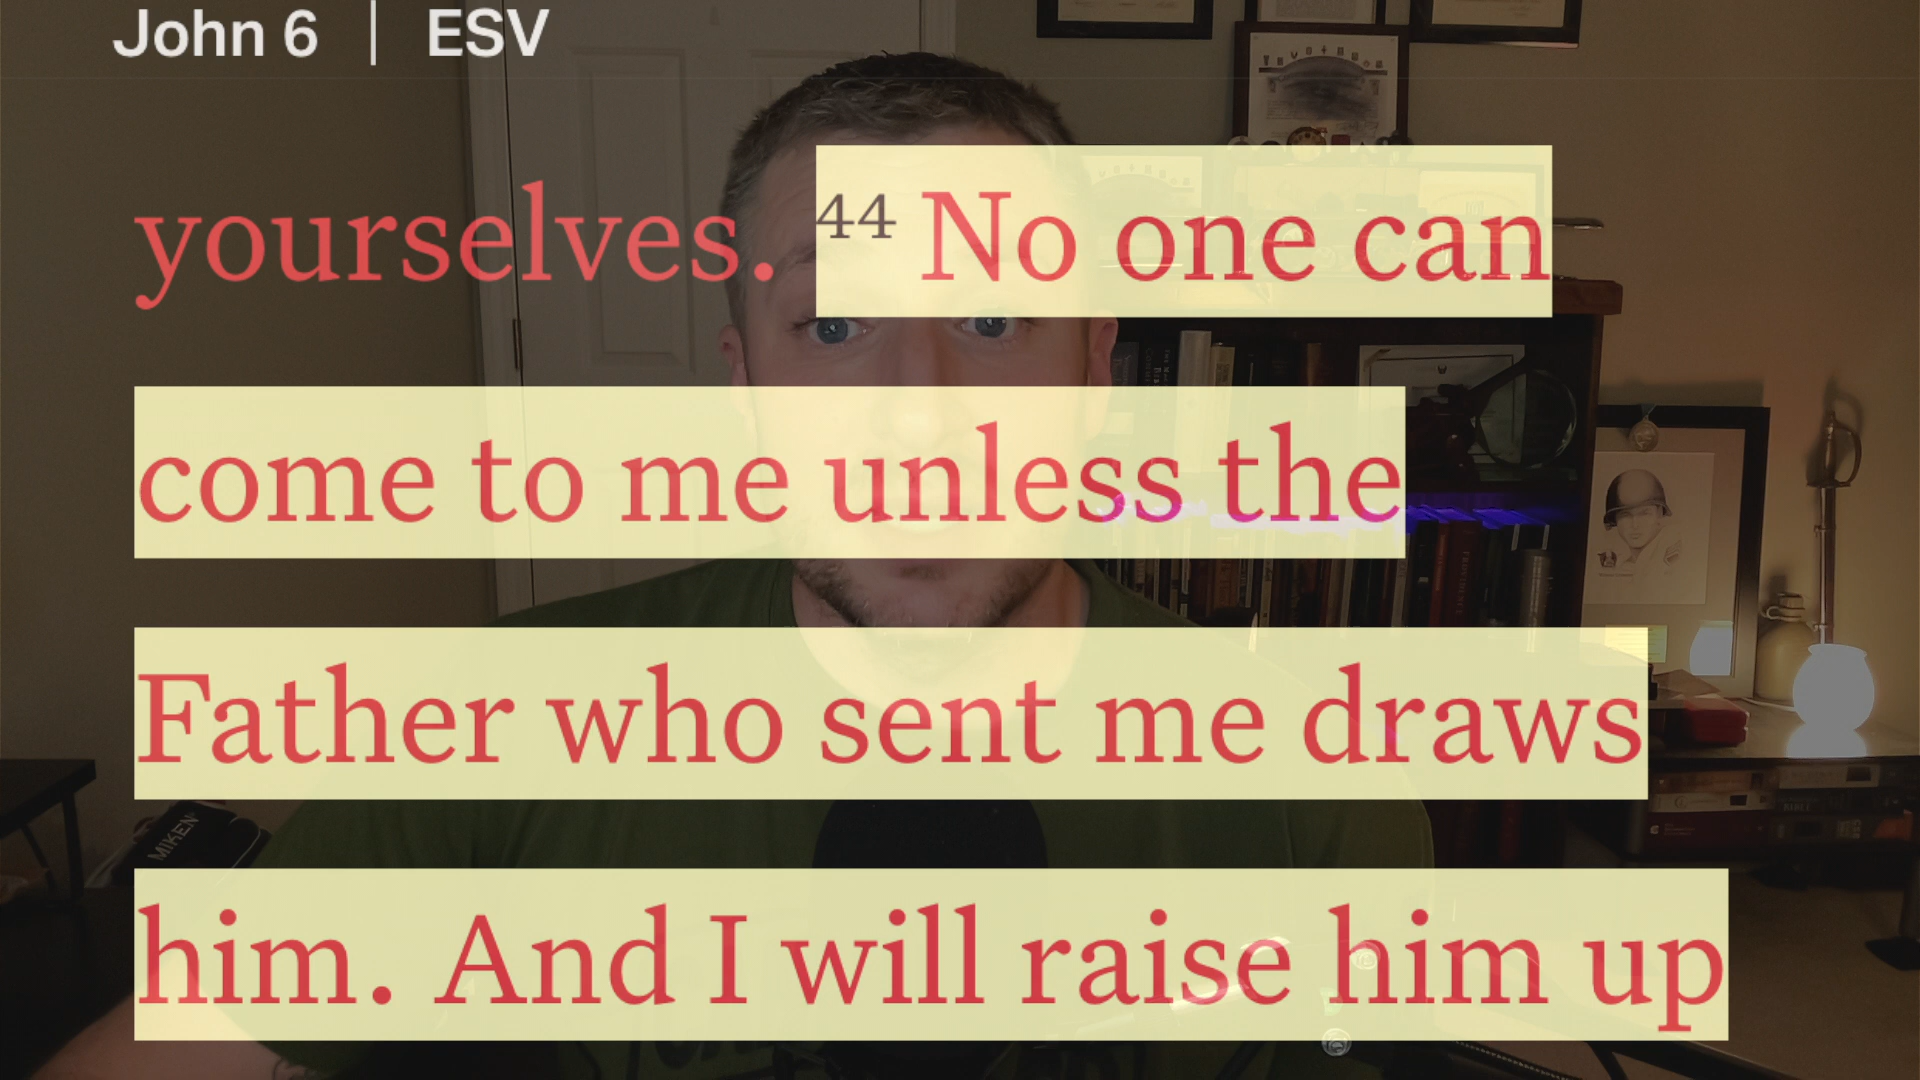 John 6 | ESV
yourselves. 44 No one can
come to me unless the
Father who sent me draws
him. And I will raise him up
MIKEN